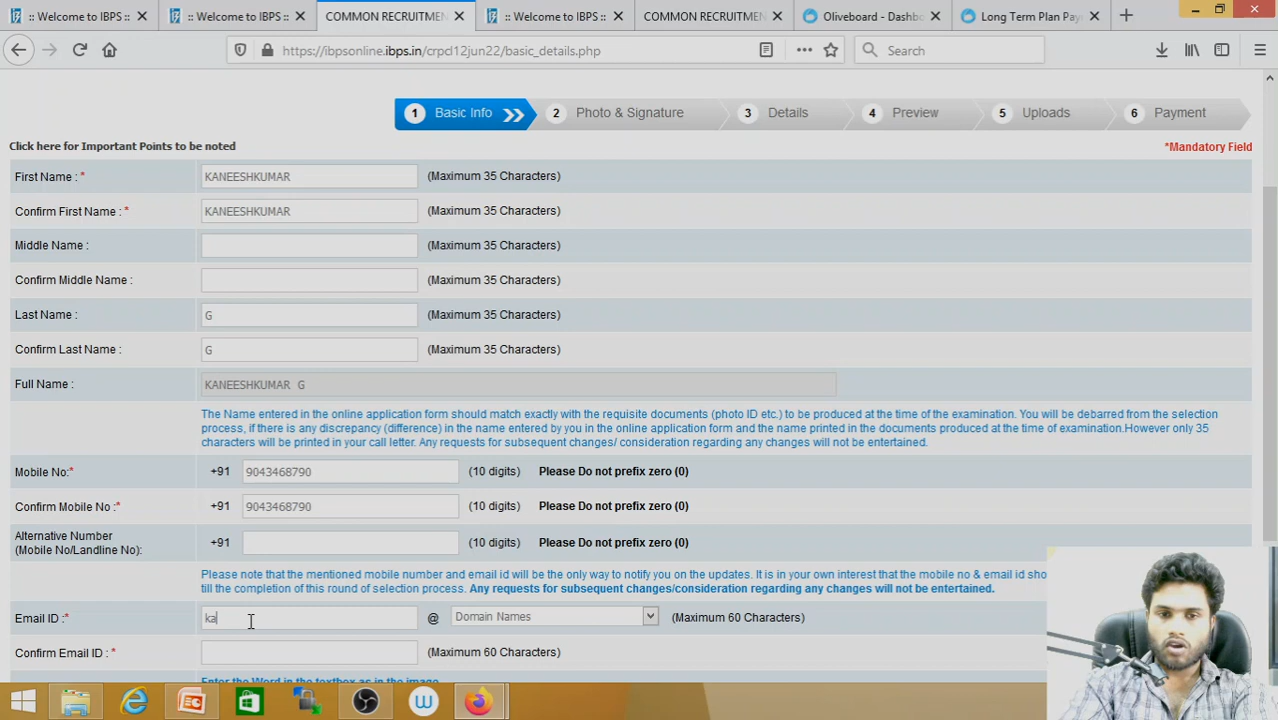 :: Welcome to IBPS ::
:: Welcome to IBPS ::
COMMON RECRUITMEN
:: Welcome to IBPS ::
COMMON RECRUITMEN
Oliveboard - Dashbo
Long Term Plan Pay
https://ibpsonline.ibps.in/crpcl12jun22/basic_details.php
Search
1 Basic Info
2 Photo & Signature
3 Details
4 Preview
5 Uploads
6 Payment
Click here for Important Points to be noted
*Mandatory Field
First Name : * KANEESHKUMAR (Maximum 35 Characters)
Confirm First Name : * KANEESHKUMAR (Maximum 35 Characters)
Middle Name : (Maximum 35 Characters)
Confirm Middle Name : (Maximum 35 Characters)
Last Name : G (Maximum 35 Characters)
Confirm Last Name : G (Maximum 35 Characters)
Full Name : KANEESHKUMAR G
The Name entered in the online application form should match exactly with the requisite documents (photo ID etc.) to be produced at the time of the examination. You will be debarred from the selection
process, if there is any discrepancy (difference) in the name entered by you in the online application form and the name printed in the documents produced at the time of examination.However only 35
characters will be printed in your call letter. Any requests for subsequent changes/ consideration regarding any changes will not be entertained.
Mobile No:* +91 9043468790 (10 digits) Please Do not prefix zero (0)
Confirm Mobile No :* +91 9043468790 (10 digits) Please Do not prefix zero (0)
Alternative Number
(Mobile No/Landline No): +91 (10 digits) Please Do not prefix zero (0)
Please note that the mentioned mobile number and email id will be the only way to notify you on the updates. It is in your own interest that the mobile no & email id sho
till the completion of this round of selection process. Any requests for subsequent changes/consideration regarding any changes will not be entertained.
Email ID :* ka @ Domain Names (Maximum 60 Characters)
Confirm Email ID : * (Maximum 60 Characters)
Enter the Word in the textbox as in the image